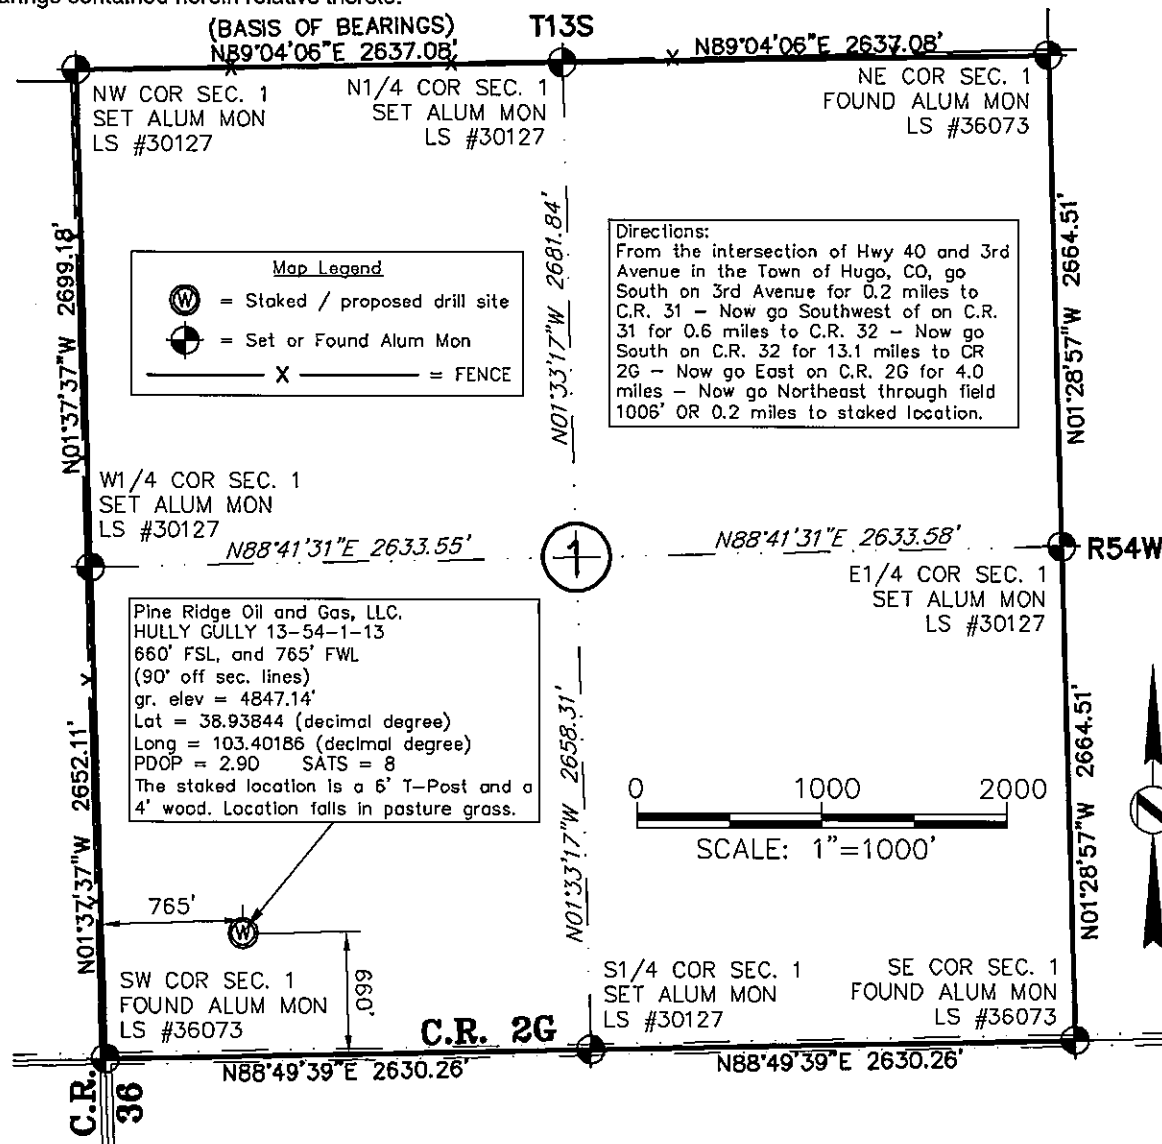 (BASIS OF BEARINGS)
N89°04'06"E 2637.08'
T13S
N89°04'06"E 2637.08'
NW COR SEC. 1
SET ALUM MON
LS #30127
N1/4 COR SEC. 1
SET ALUM MON
LS #30127
NE COR SEC. 1
FOUND ALUM MON
LS #36073
N01°37'37"W 2699.18'
N01°33'17"W 2681.84'
N01°28'57"W 2664.51'
Map Legend
W = Staked / proposed drill site
= Set or Found Alum Mon
X = FENCE
Directions:
From the intersection of Hwy 40 and 3rd
Avenue in the Town of Hugo, CO, go
South on 3rd Avenue for 0.2 miles to
C.R. 31 – Now go Southwest of on C.R.
31 for 0.6 miles to C.R. 32 – Now go
South on C.R. 32 for 13.1 miles to CR
2G – Now go East on C.R. 2G for 4.0
miles – Now go Northeast through field
1006' OR 0.2 miles to staked location.
W1/4 COR SEC. 1
SET ALUM MON
LS #30127
N88°41'31"E 2633.55'
1
N88°41'31"E 2633.58'
R54W
E1/4 COR SEC. 1
SET ALUM MON
LS #30127
Pine Ridge Oil and Gas, LLC.
HULLY GULLY 13-54-1-13
660' FSL, and 765' FWL
(90° off sec. lines)
gr. elev = 4847.14'
Lat = 38.93844 (decimal degree)
Long = 103.40186 (decimal degree)
PDOP = 2.90 SATS = 8
The staked location is a 6' T-Post and a
4' wood. Location falls in pasture grass.
N01°37'37"W 2652.11'
N01°33'17"W 2658.31'
N01°28'57"W 2664.51'
0 1000 2000
SCALE: 1"=1000'
765'
W
660'
SW COR SEC. 1
FOUND ALUM MON
LS #36073
S1/4 COR SEC. 1
SET ALUM MON
LS #30127
SE COR SEC. 1
FOUND ALUM MON
LS #36073
C.R. 2G
N88°49'39"E 2630.26'
N88°49'39"E 2630.26'
C.R.
36